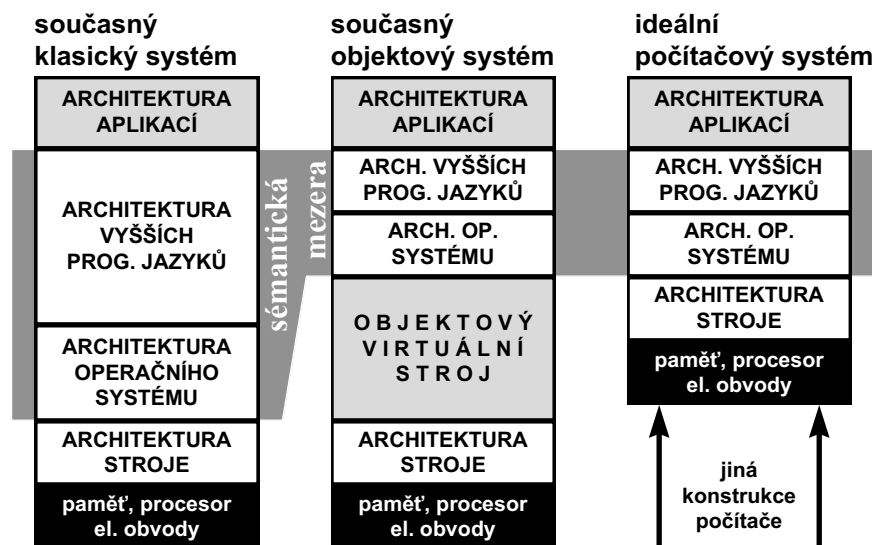 současný
klasický systém
ARCHITEKTURA
APLIKACÍ
ARCHITEKTURA
VYŠŠÍCH
PROG. JAZYKŮ
ARCHITEKTURA
OPERAČNÍHO
SYSTÉMU
ARCHITEKTURA
STROJE
paměť, procesor
el. obvody
sémantická
mezera
současný
objektový systém
ARCHITEKTURA
APLIKACÍ
ARCH. VYŠŠÍCH
PROG. JAZYKŮ
ARCH. OP.
SYSTÉMU
O B J E K T O V Ý
V I R T U Á L N Í
S T R O J
ARCHITEKTURA
STROJE
paměť, procesor
el. obvody
ideální
počítačový systém
ARCHITEKTURA
APLIKACÍ
ARCH. VYŠŠÍCH
PROG. JAZYKŮ
ARCH. OP.
SYSTÉMU
ARCHITEKTURA
STROJE
paměť, procesor
el. obvody
jiná
konstrukce
počítače